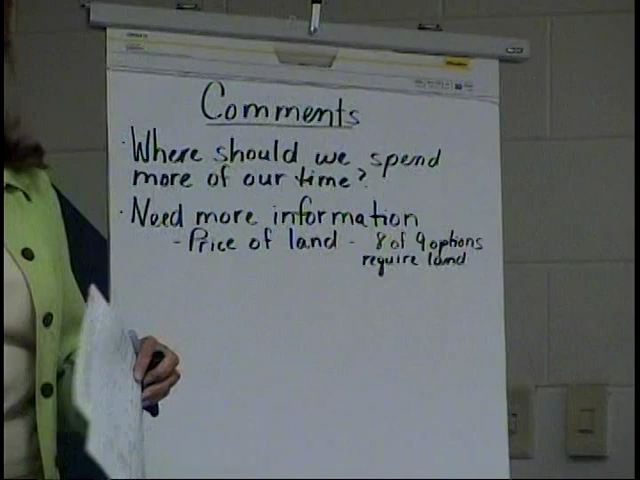 Comments
· Where should we spend
more of our time?
· Need more information
- Price of land - 8 of 9 options
require land